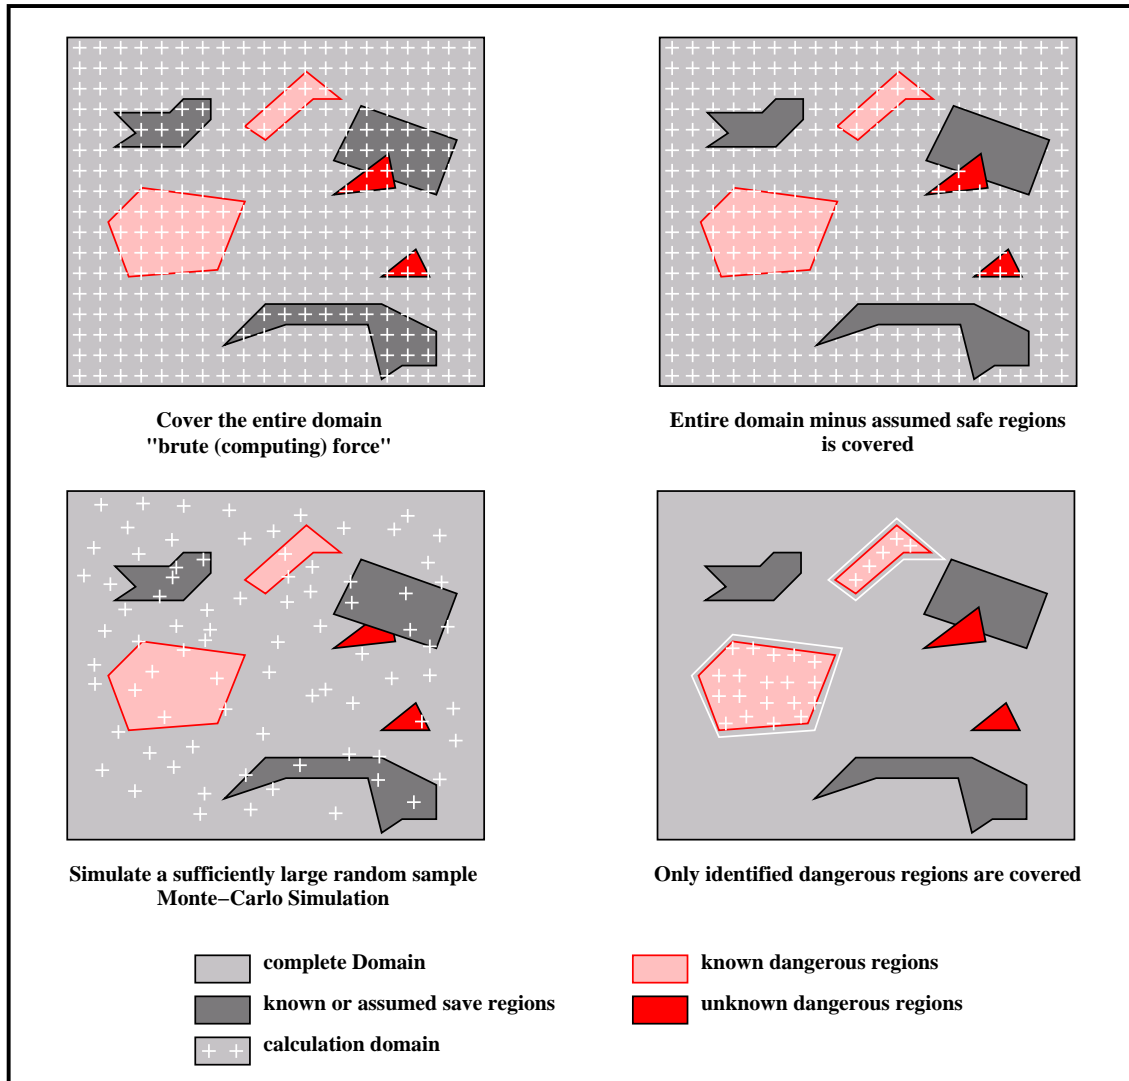 Cover the entire domain
"brute (computing) force"
Entire domain minus assumed safe regions
is covered
Simulate a sufficiently large random sample
Monte−Carlo Simulation
Only identified dangerous regions are covered
complete Domain
known dangerous regions
known or assumed save regions
unknown dangerous regions
calculation domain